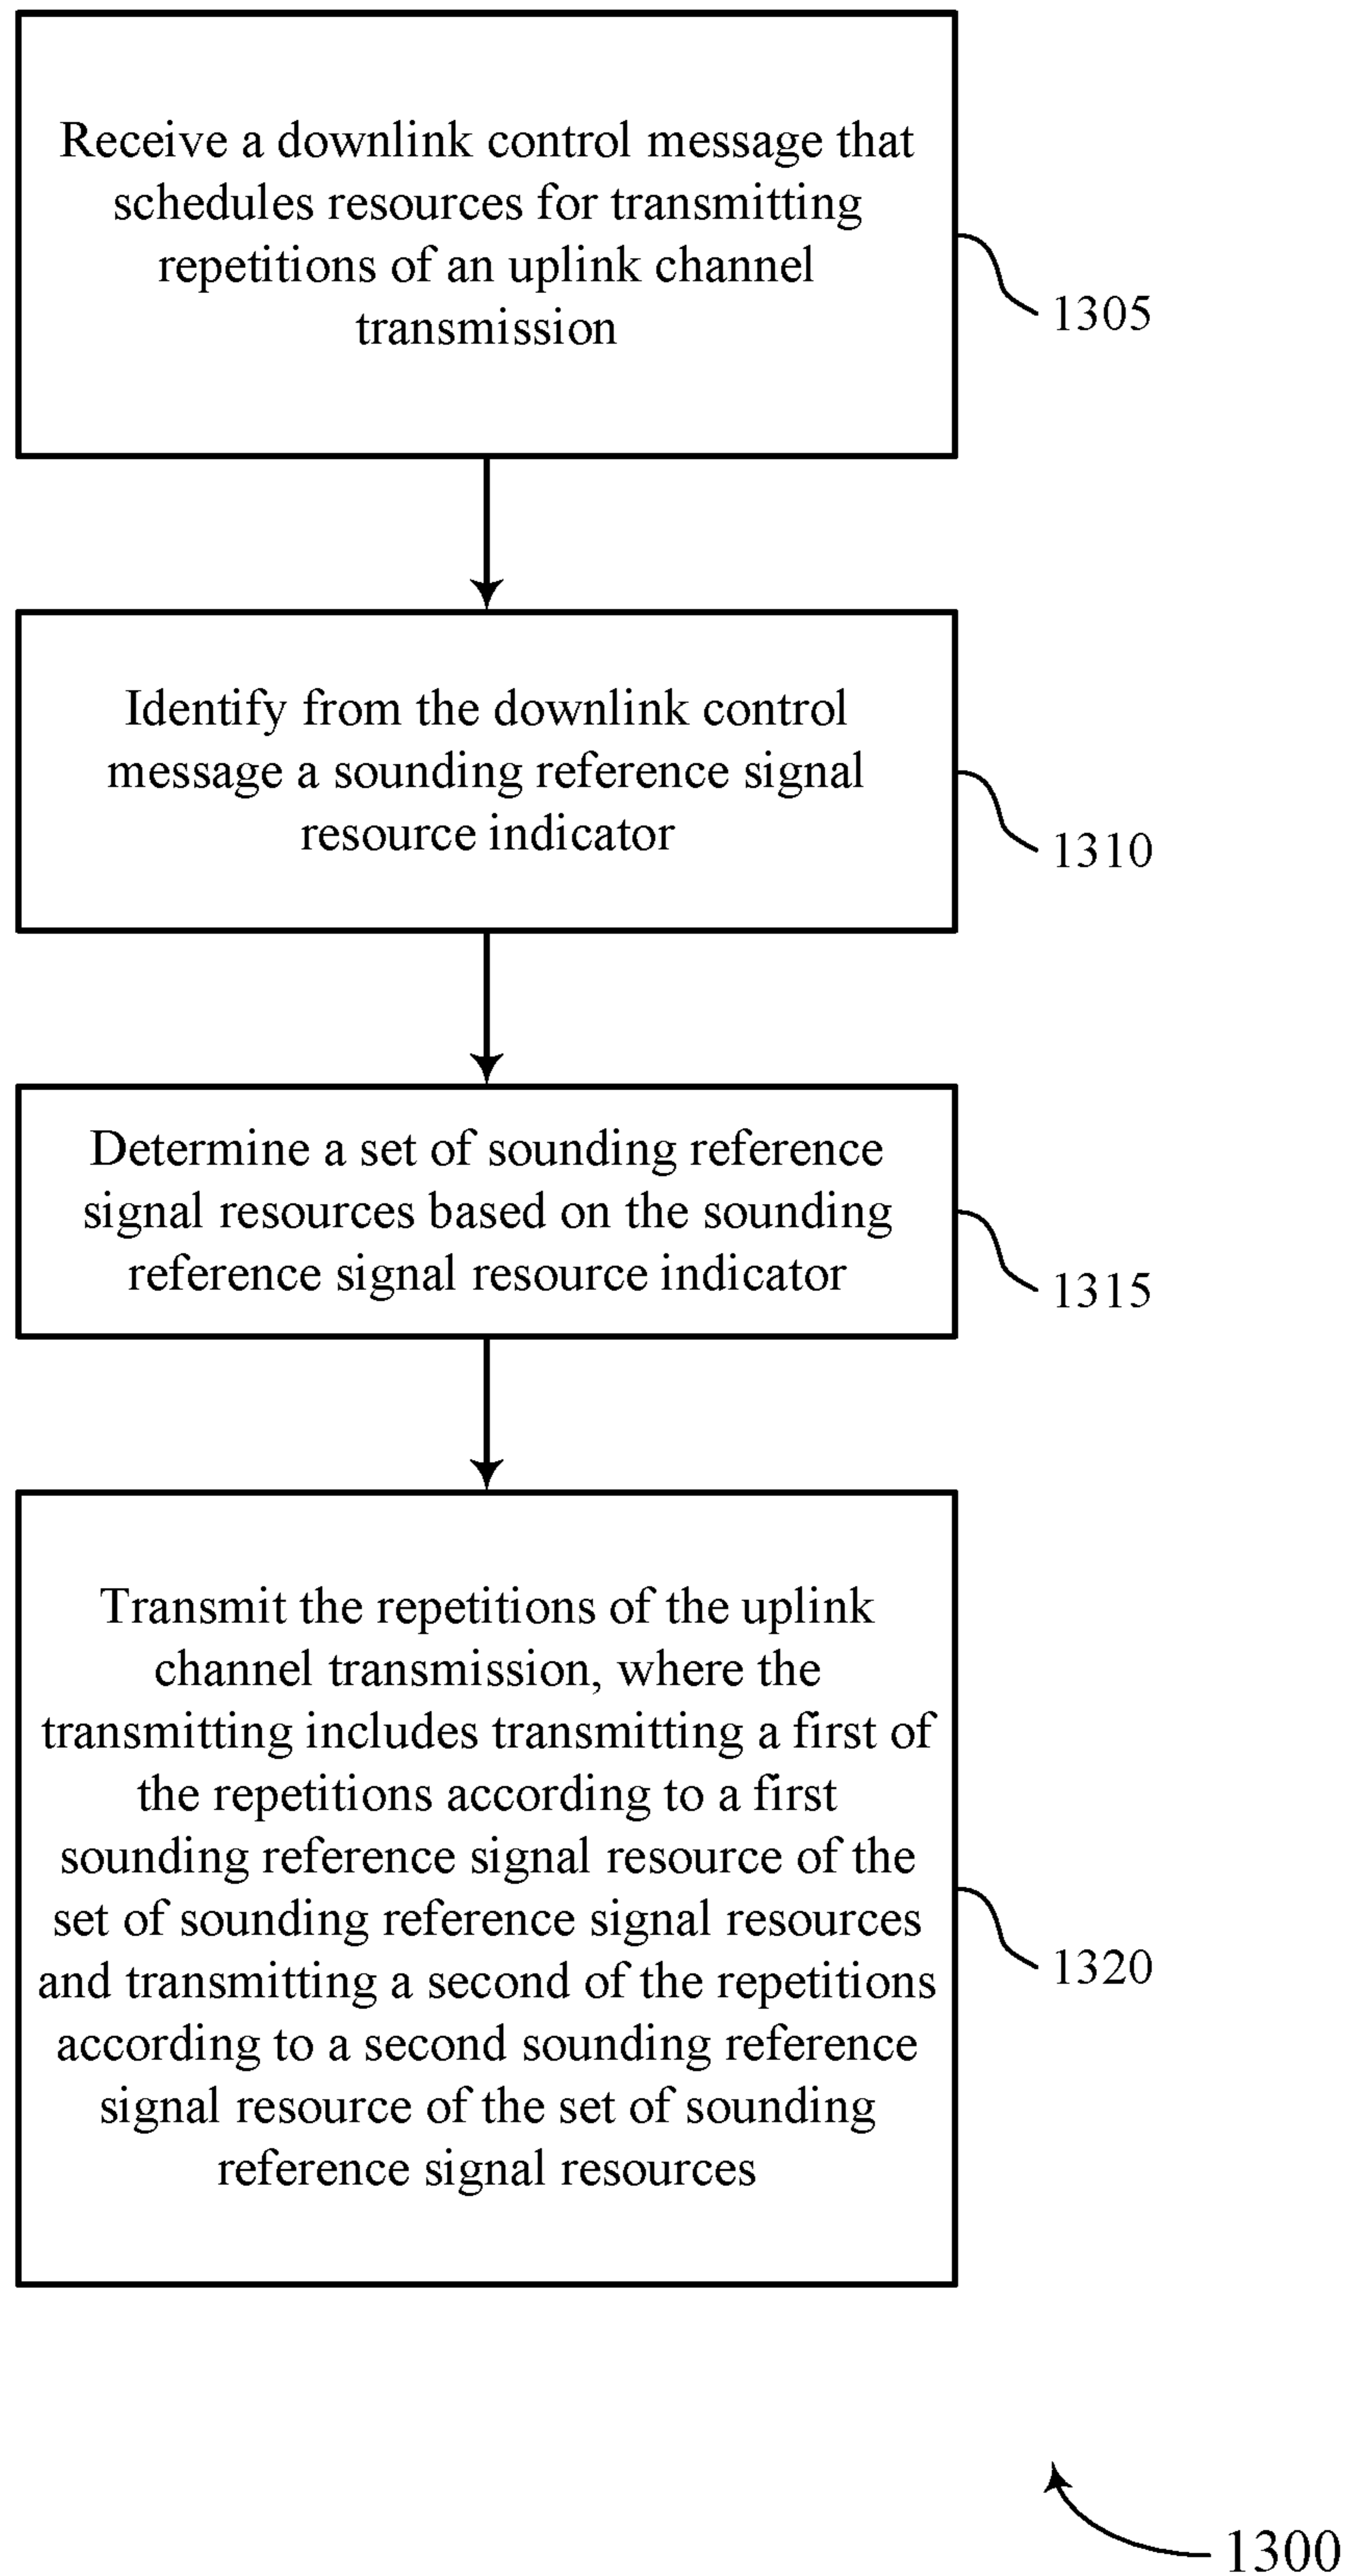 Receive a downlink control message that
schedules resources for transmitting
repetitions of an uplink channel
transmission
1305
Identify from the downlink control
message a sounding reference signal
resource indicator
1310
Determine a set of sounding reference
signal resources based on the sounding
reference signal resource indicator
1315
Transmit the repetitions of the uplink
channel transmission, where the
transmitting includes transmitting a first of
the repetitions according to a first
sounding reference signal resource of the
set of sounding reference signal resources
and transmitting a second of the repetitions
according to a second sounding reference
signal resource of the set of sounding
reference signal resources
1320
1300